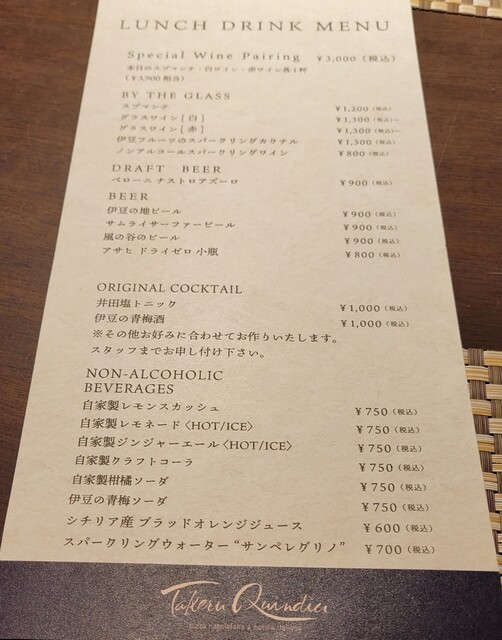 LUNCH DRINK MENU
Special Wine Pairing ¥3,000（税込）
本日のスプマンテ・白ワイン・赤ワイン各1杯
（¥3,900 相当）
BY THE GLASS
スプマンテ ¥1,200（税込）
グラスワイン［白］ ¥1,300（税込）〜
グラスワイン［赤］ ¥1,300（税込）〜
伊豆フルーツのスパークリングカクテル ¥1,300（税込）
ノンアルコールスパークリングワイン ¥800（税込）
DRAFT BEER
ペローニ ナストロアズーロ ¥900（税込）
BEER
伊豆の地ビール ¥900（税込）
サムライサーファービール ¥900（税込）
風の谷のビール ¥900（税込）
アサヒ ドライゼロ 小瓶 ¥800（税込）
ORIGINAL COCKTAIL
井田塩トニック ¥1,000（税込）
伊豆の青梅酒 ¥1,000（税込）
※その他お好みに合わせてお作りいたします。
スタッフまでお申し付け下さい。
NON-ALCOHOLIC
BEVERAGES
自家製レモンスカッシュ ¥750（税込）
自家製レモネード〈HOT/ICE〉 ¥750（税込）
自家製ジンジャーエール〈HOT/ICE〉 ¥750（税込）
自家製クラフトコーラ ¥750（税込）
自家製柑橘ソーダ ¥750（税込）
伊豆の青梅ソーダ ¥750（税込）
シチリア産 ブラッドオレンジジュース ¥600（税込）
スパークリングウォーター“サンペレグリノ” ¥700（税込）
Takeru Quindici
pizza napoletana e cucina italiana